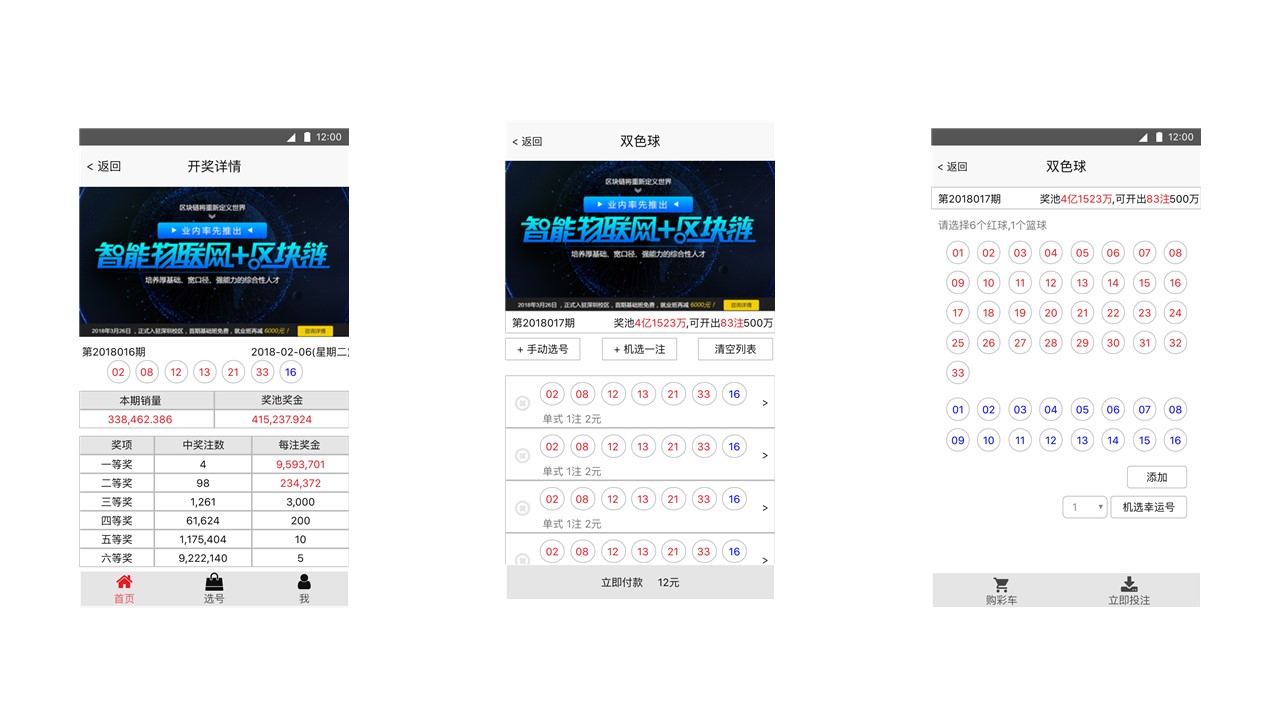 12:00
< 返回
开奖详情
区块链将重新定义世界
业内率先推出
智能物联网+区块链
培养厚基础、宽口径、强能力的综合性人才
2018年3月26日 ，正式入驻深圳校区，首期基础班免费，就业班再减 6000元！ 咨询详情
第2018016期 2018-02-06(星期二)
02 08 12 13 21 33 16
本期销量 奖池奖金
338,462.386 415,237.924
奖项 中奖注数 每注奖金
一等奖 4 9,593,701
二等奖 98 234,372
三等奖 1,261 3,000
四等奖 61,624 200
五等奖 1,175,404 10
六等奖 9,222,140 5
首页 选号 我
< 返回
双色球
区块链将重新定义世界
业内率先推出
智能物联网+区块链
培养厚基础、宽口径、强能力的综合性人才
2018年3月26日 ，正式入驻深圳校区，首期基础班免费，就业班再减 6000元！ 咨询详情
第2018017期 奖池4亿1523万,可开出83注500万
+ 手动选号 + 机选一注 清空列表
02 08 12 13 21 33 16 >
单式 1注 2元
02 08 12 13 21 33 16 >
单式 1注 2元
02 08 12 13 21 33 16 >
单式 1注 2元
02 08 12 13 21 33 16 >
立即付款 12元
12:00
< 返回
双色球
第2018017期 奖池4亿1523万,可开出83注500万
请选择6个红球,1个篮球
01 02 03 04 05 06 07 08
09 10 11 12 13 14 15 16
17 18 19 20 21 22 23 24
25 26 27 28 29 30 31 32
33
01 02 03 04 05 06 07 08
09 10 11 12 13 14 15 16
添加
1 机选幸运号
购彩车 立即投注